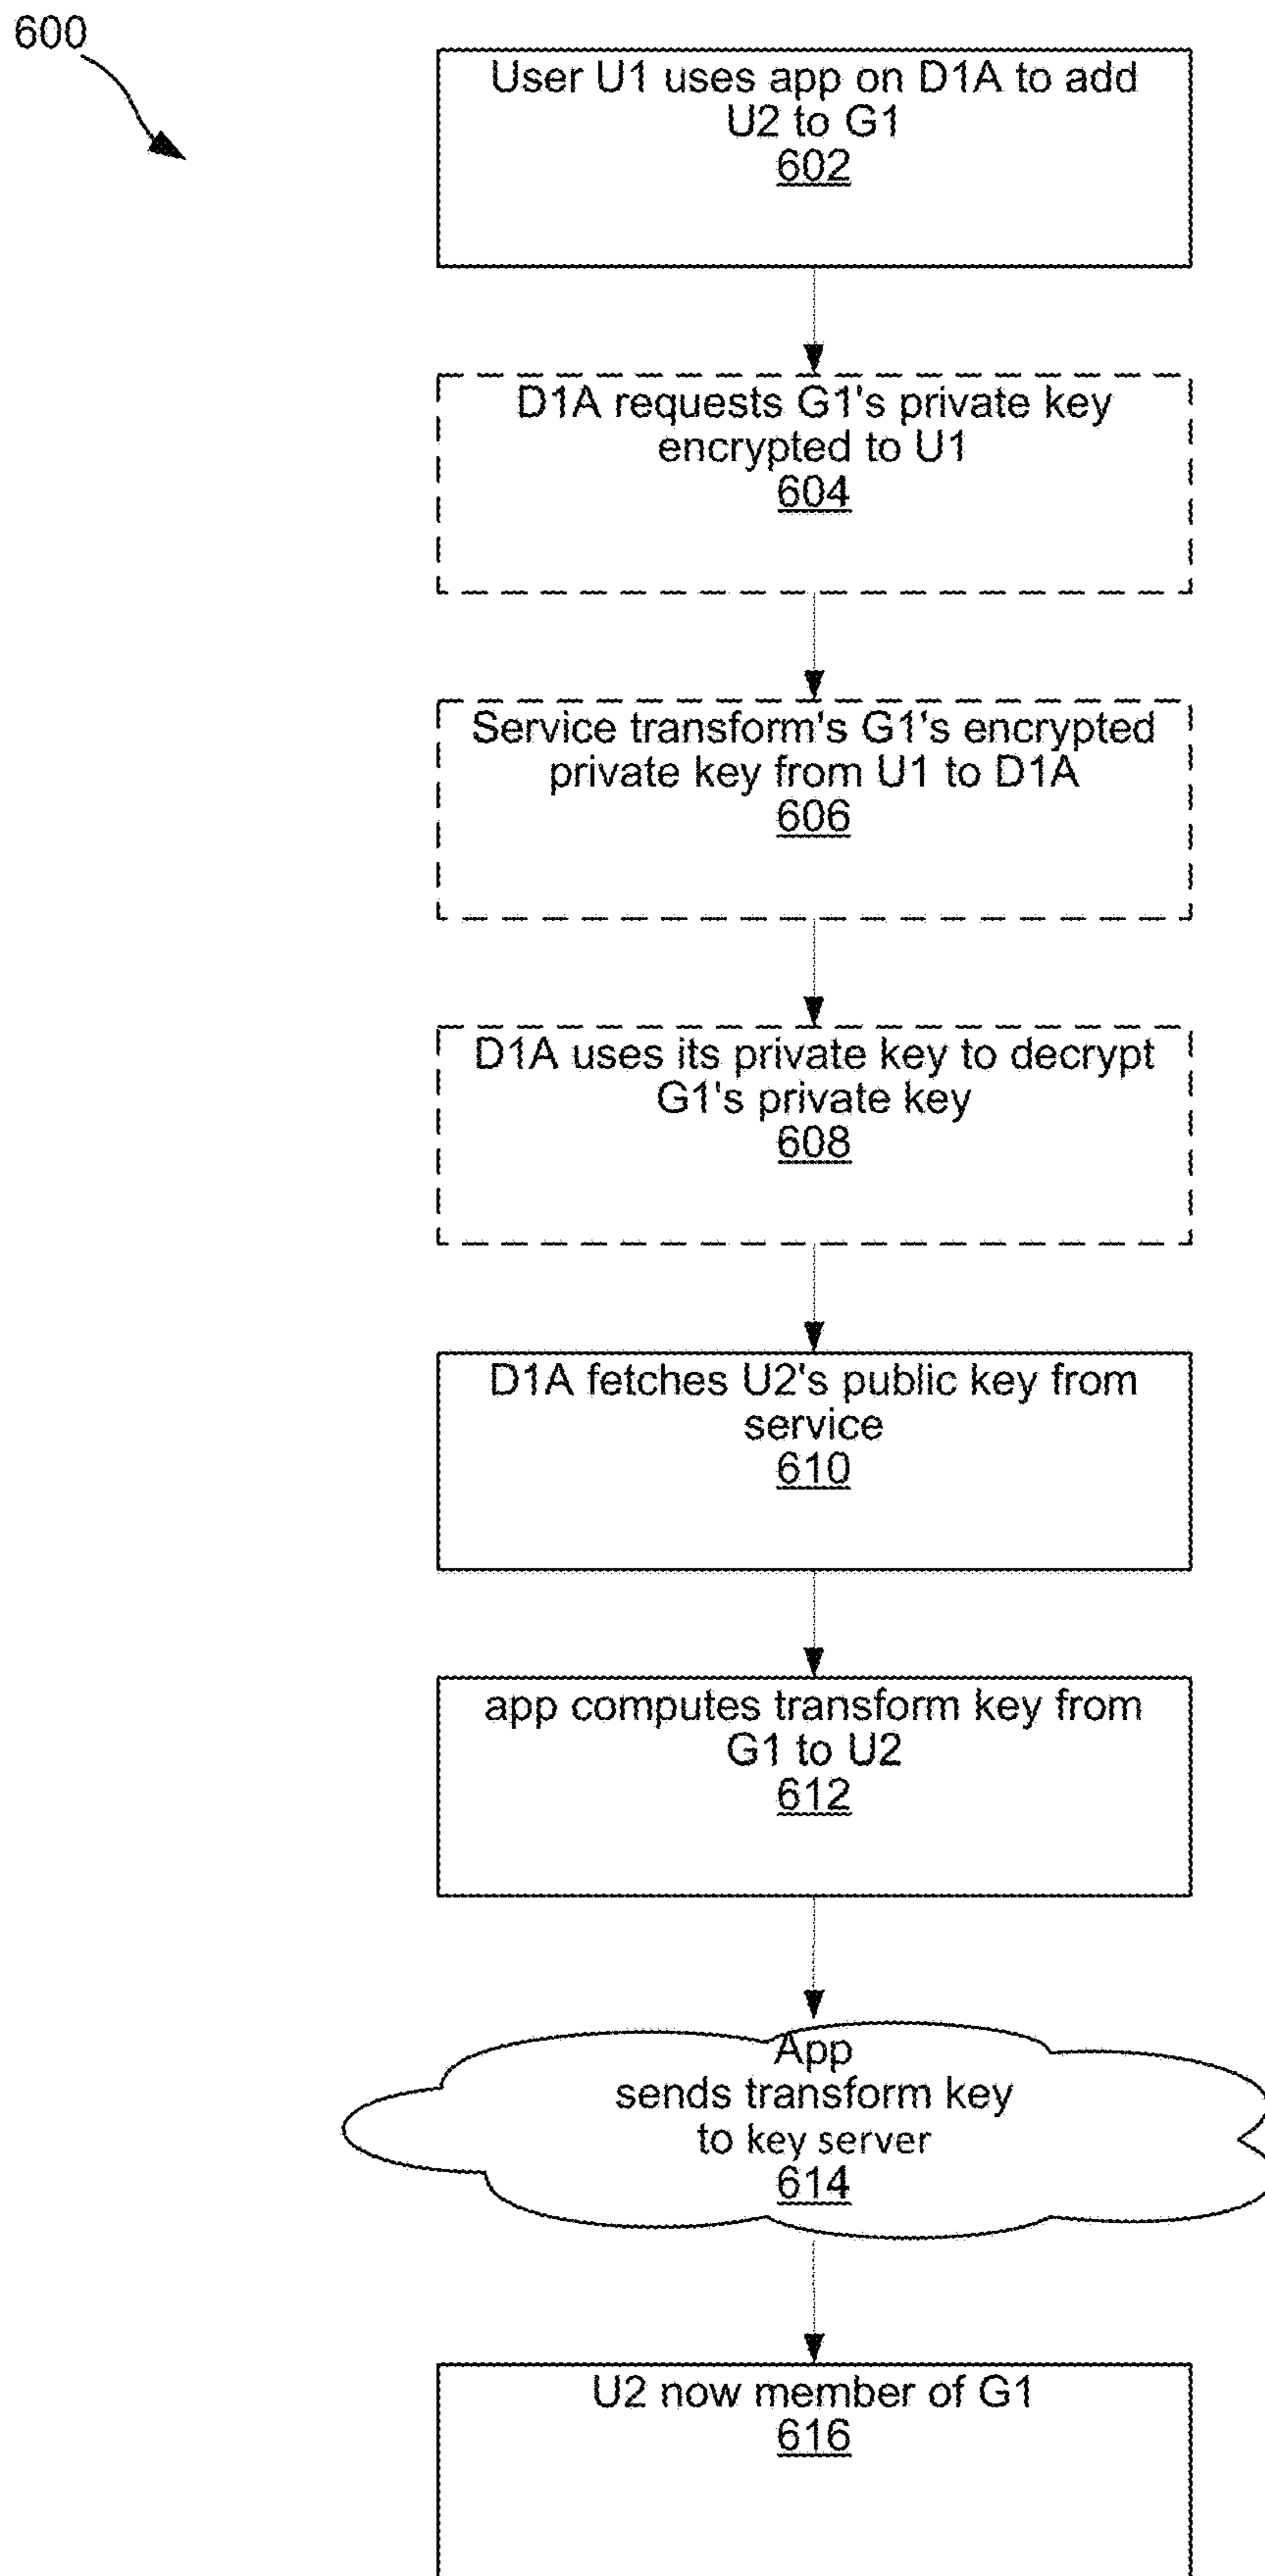 600
User U1 uses app on D1A to add
U2 to G1
602
D1A requests G1's private key
encrypted to U1
604
Service transform's G1's encrypted
private key from U1 to D1A
606
D1A uses its private key to decrypt
G1's private key
608
D1A fetches U2's public key from
service
610
app computes transform key from
G1 to U2
612
App
sends transform key
to key server
614
U2 now member of G1
616